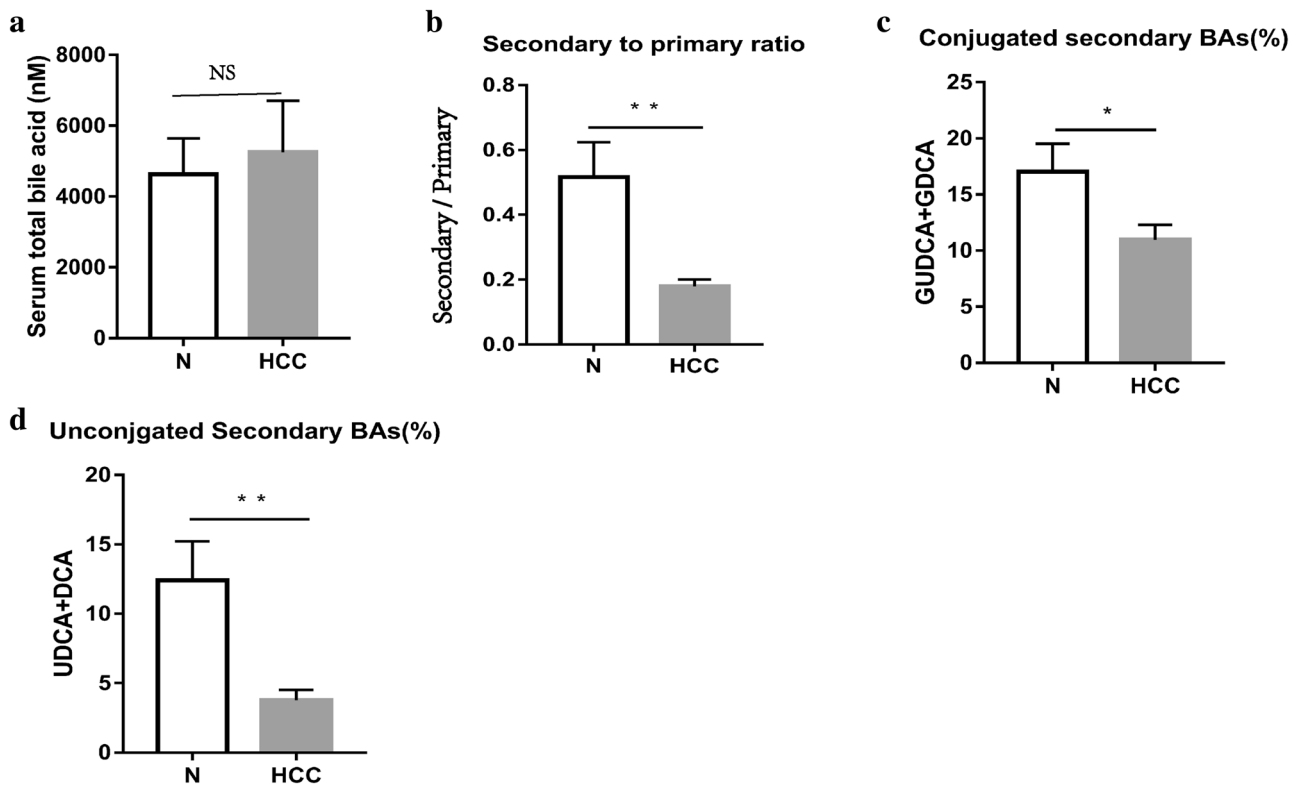 a
Serum total bile acid (nM)
8000
6000
4000
2000
0
NS
N
HCC
b
Secondary to primary ratio
Secondary / Primary
0.8
0.6
0.4
0.2
0.0
* *
N
HCC
c
Conjugated secondary BAs(%)
GUDCA+GDCA
25
20
15
10
5
0
*
N
HCC
d
Unconjgated Secondary BAs(%)
UDCA+DCA
20
15
10
5
0
* *
N
HCC